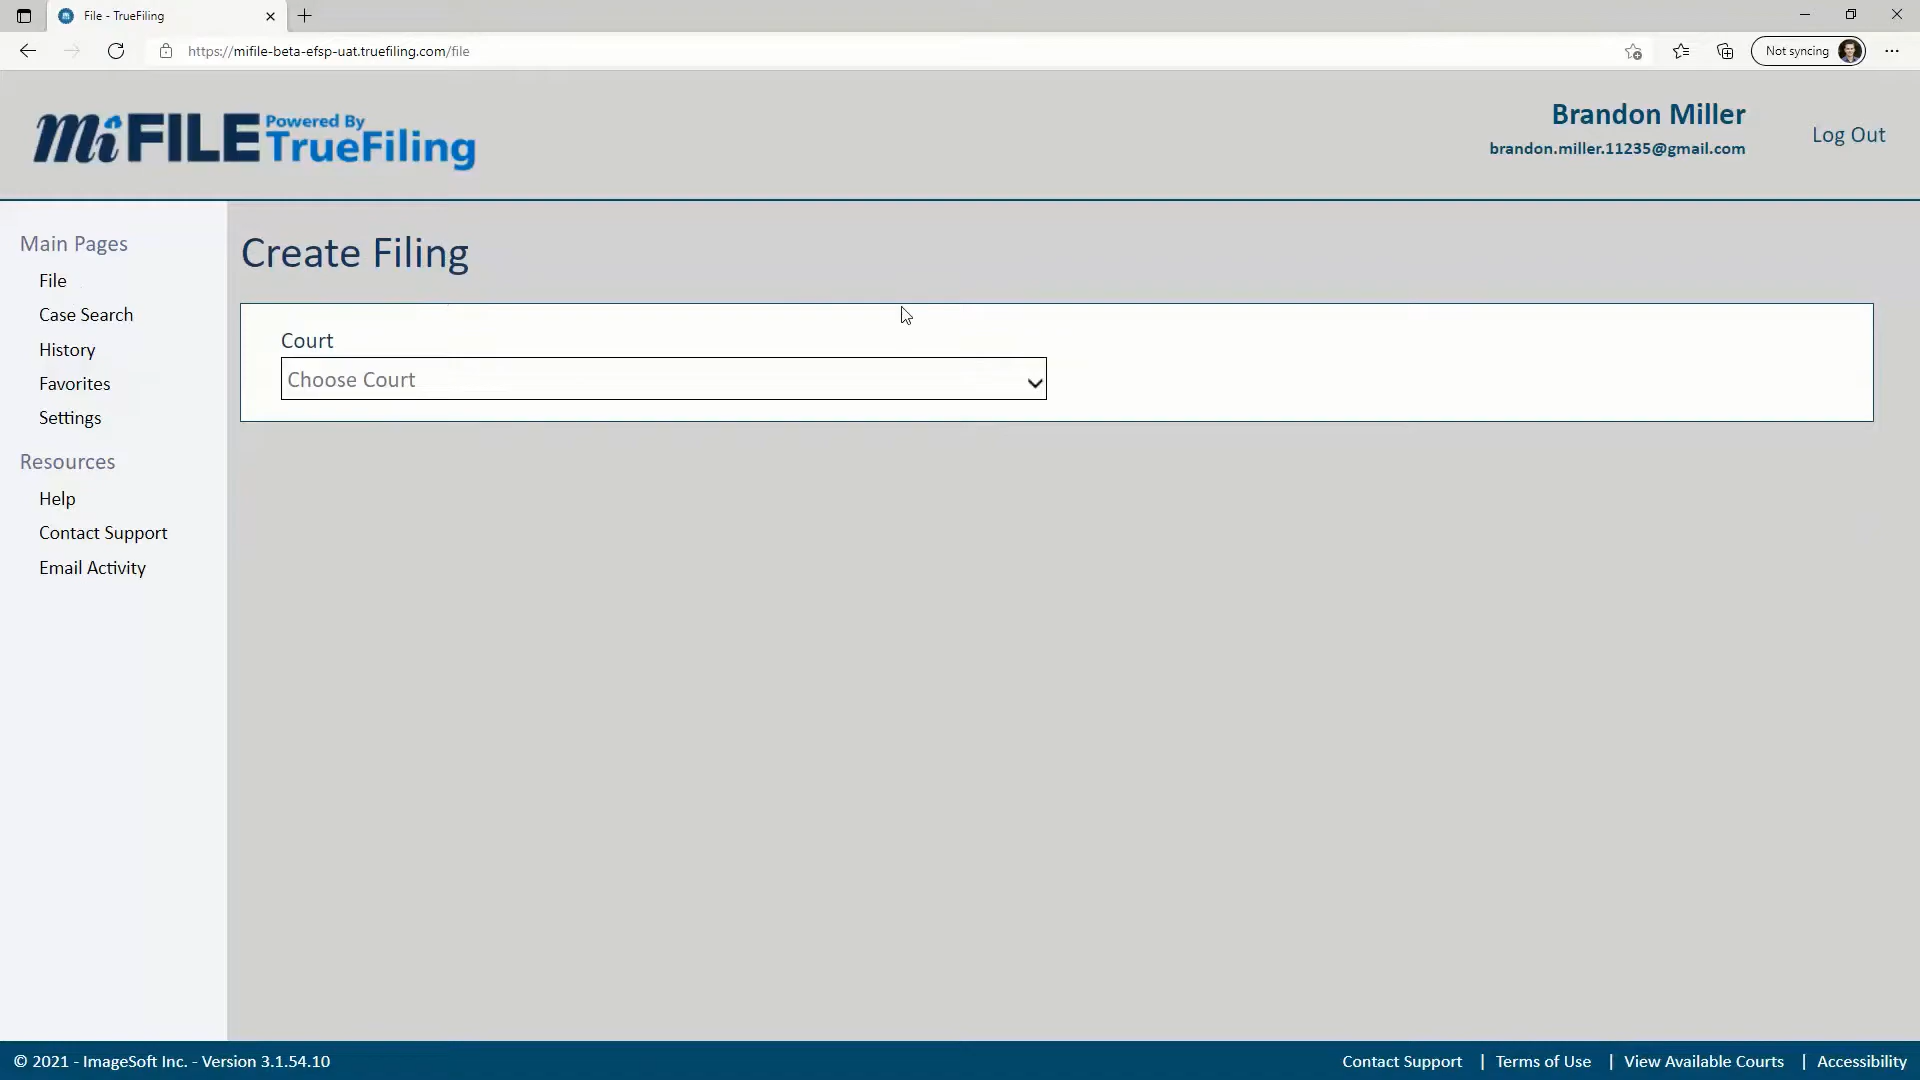 File - TrueFiling
https://mifile-beta-efsp-uat.truefiling.com/file
Not syncing
MiFILE Powered By TrueFiling
Brandon Miller
brandon.miller.11235@gmail.com
Log Out
Main Pages
File
Case Search
History
Favorites
Settings
Resources
Help
Contact Support
Email Activity
Create Filing
Court
Choose Court
© 2021 - ImageSoft Inc. - Version 3.1.54.10
Contact Support | Terms of Use | View Available Courts | Accessibility